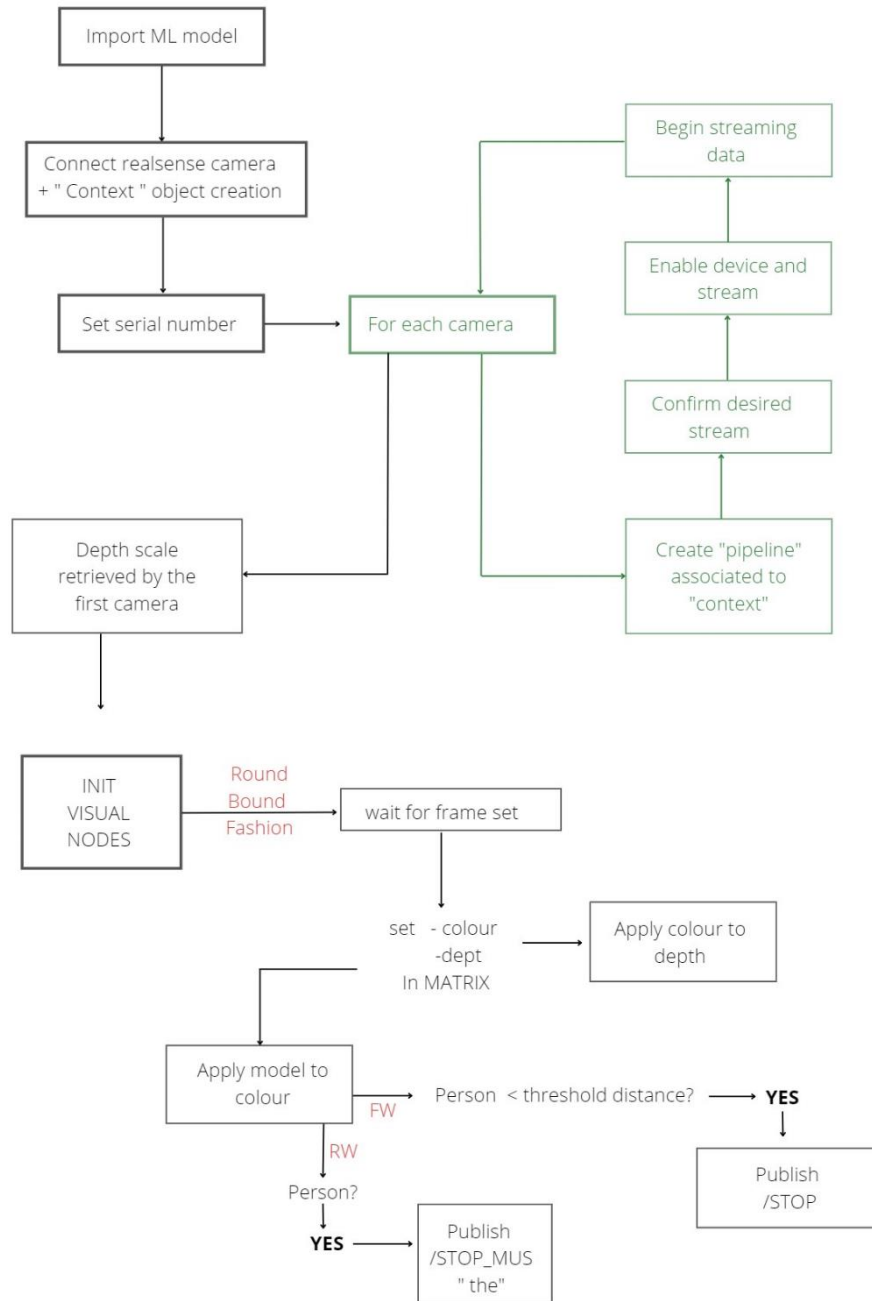 Import ML model
Connect realsense camera
+ " Context " object creation
Set serial number
For each camera
Begin streaming
data
Enable device and
stream
Confirm desired
stream
Create "pipeline"
associated to
"context"
Depth scale
retrieved by the
first camera
INIT
VISUAL
NODES
Round
Bound
Fashion
wait for frame set
set - colour
-dept
In MATRIX
Apply colour to
depth
Apply model to
colour
FW
Person < threshold distance?
YES
Publish
/STOP
RW
Person?
YES
Publish
/STOP_MUS
" the"